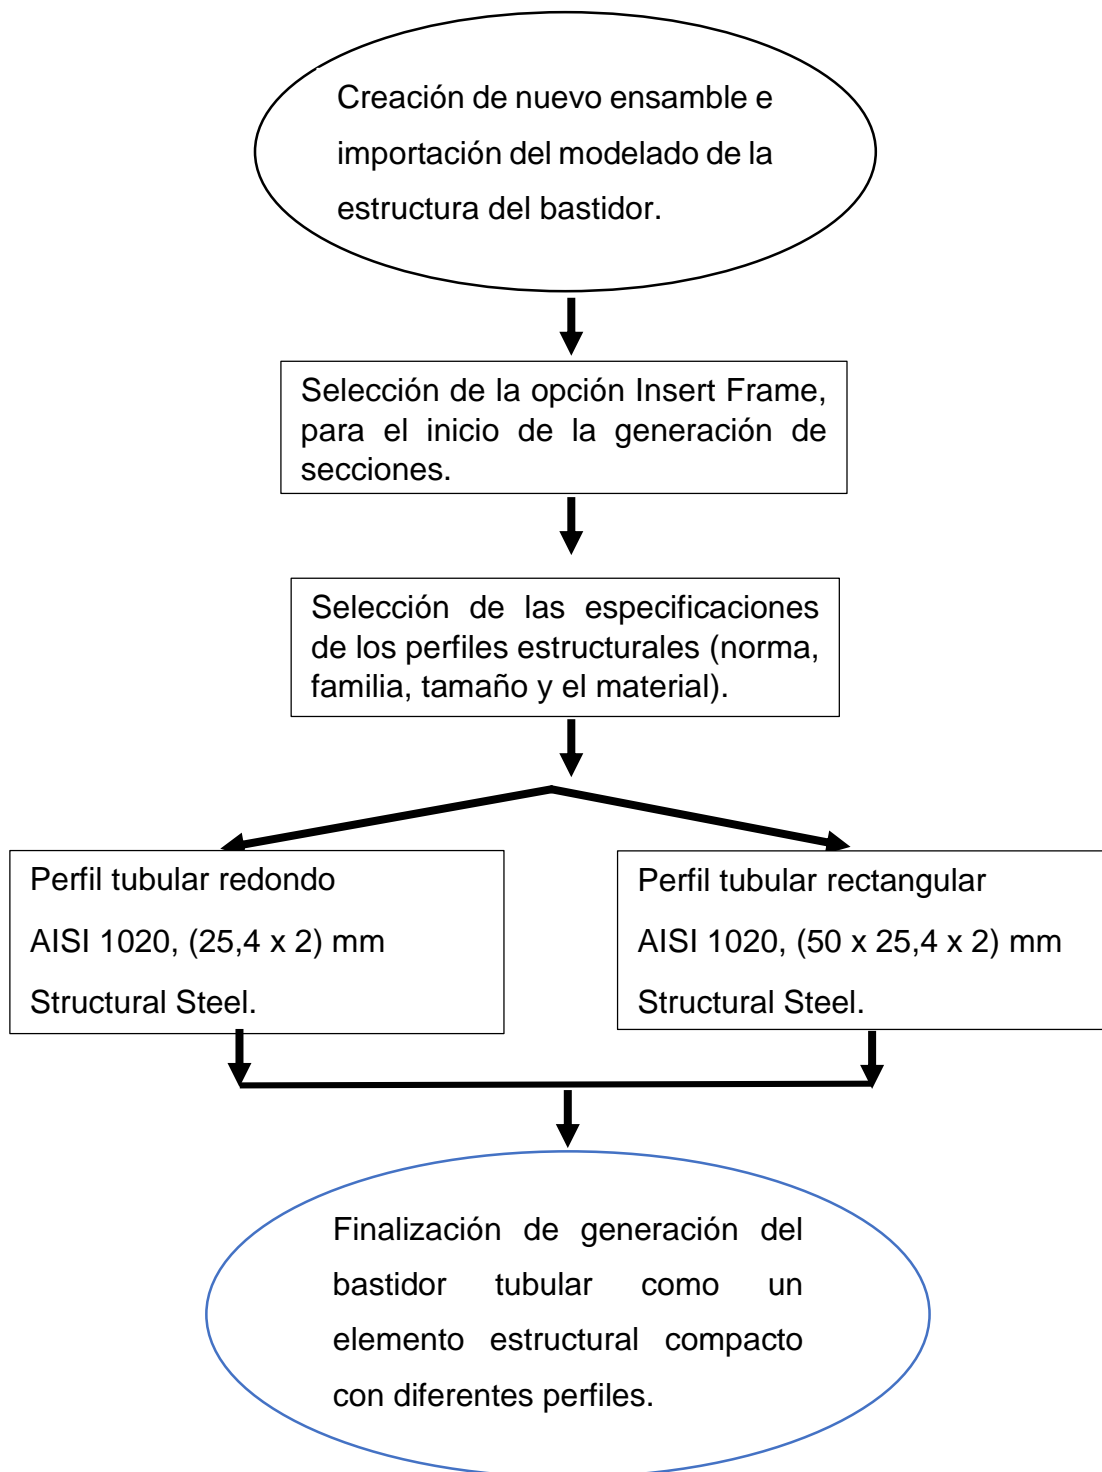 Creación de nuevo ensamble e
importación del modelado de la
estructura del bastidor.
Selección de la opción Insert Frame,
para el inicio de la generación de
secciones.
Selección de las especificaciones
de los perfiles estructurales (norma,
familia, tamaño y el material).
Perfil tubular redondo
AISI 1020, (25,4 x 2) mm
Structural Steel.
Perfil tubular rectangular
AISI 1020, (50 x 25,4 x 2) mm
Structural Steel.
Finalización de generación del
bastidor tubular como un
elemento estructural compacto
con diferentes perfiles.